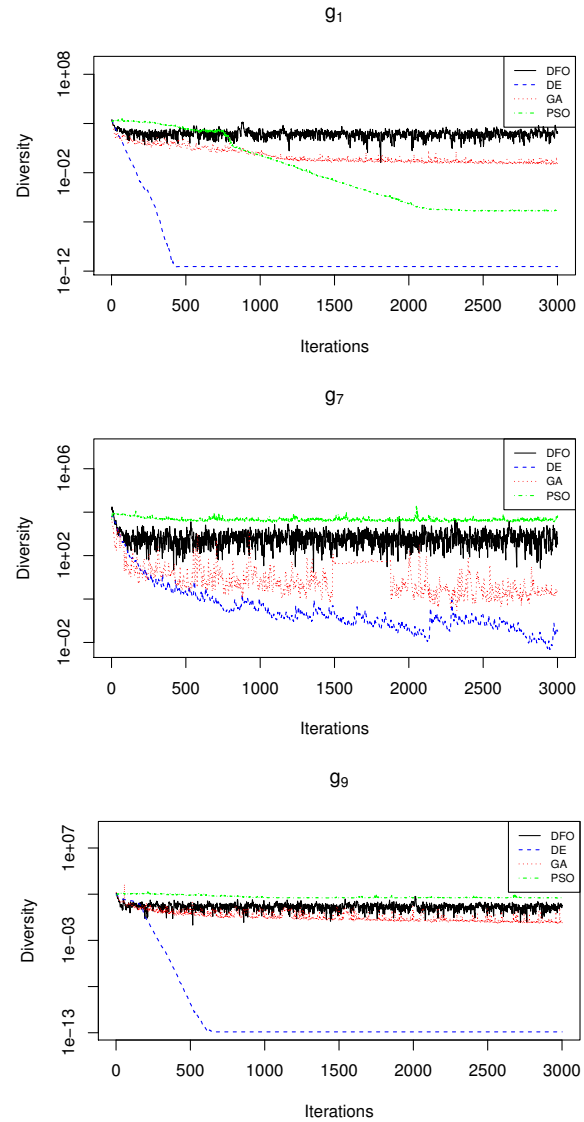 g1
Diversity
1e+08
1e−02
1e−12
DFO
DE
GA
PSO
0 500 1000 1500 2000 2500 3000
Iterations
g7
Diversity
1e+06
1e+02
1e−02
DFO
DE
GA
PSO
0 500 1000 1500 2000 2500 3000
Iterations
g9
Diversity
1e+07
1e−03
1e−13
DFO
DE
GA
PSO
0 500 1000 1500 2000 2500 3000
Iterations